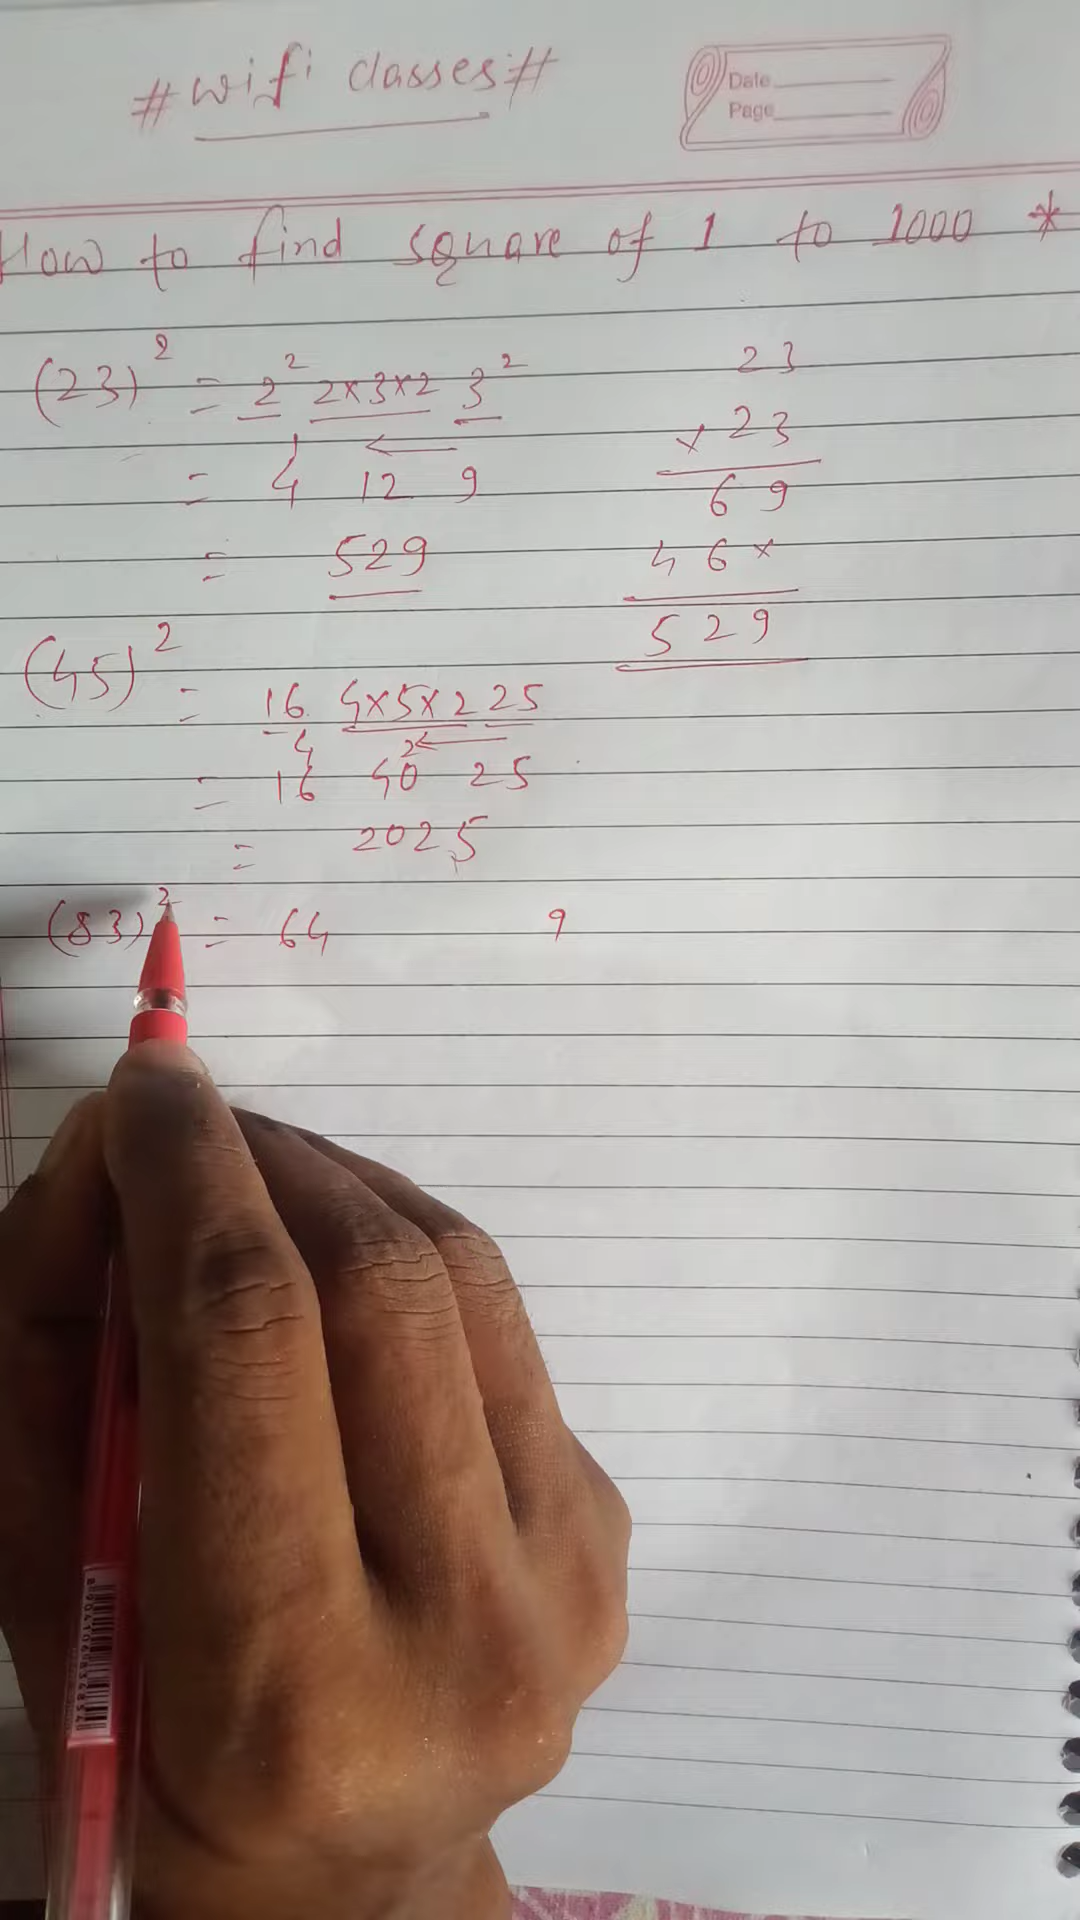 #wifi classes#
Date
Page
How to find square of 1 to 1000 *
(23)² = 2² 2×3×2 3²
= 4 12 9
= 529
23
× 23
69
46×
529
(45)²
= 16 4×5×2 25
4 2
= 16 40 25
= 2025
(83)² = 64 9